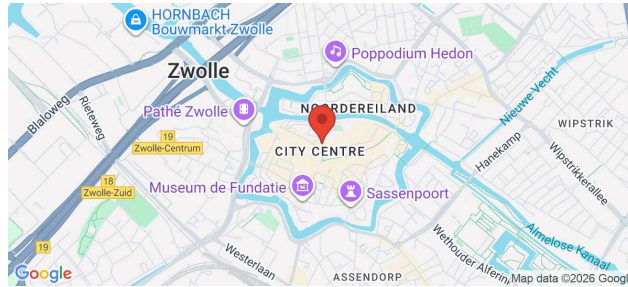 HORNBACH
Bouwmarkt Zwolle
Poppodium Hedon
Zwolle
Blaloweg
Rieteweg
Pathé Zwolle
NOORDEREILAND
Nieuwe Vecht
WIPSTRIK
19
Zwolle-Centrum
CITY CENTRE
Hanekamp
Wipstrikkerallee
18
Zwolle-Zuid
Museum de Fundatie
Sassenpoort
19
Westerlaan
Wethouder Alferin
Almelose Kanaal
ASSENDORP
Google
Map data ©2026 Googl